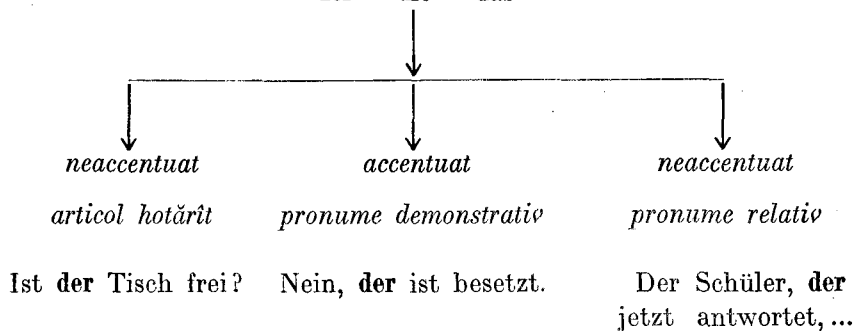 neaccentuat accentuat neaccentuat
articol hotărît pronume demonstrativ pronume relativ
Ist der Tisch frei? Nein, der ist besetzt. Der Schüler, der
jetzt antwortet, ...